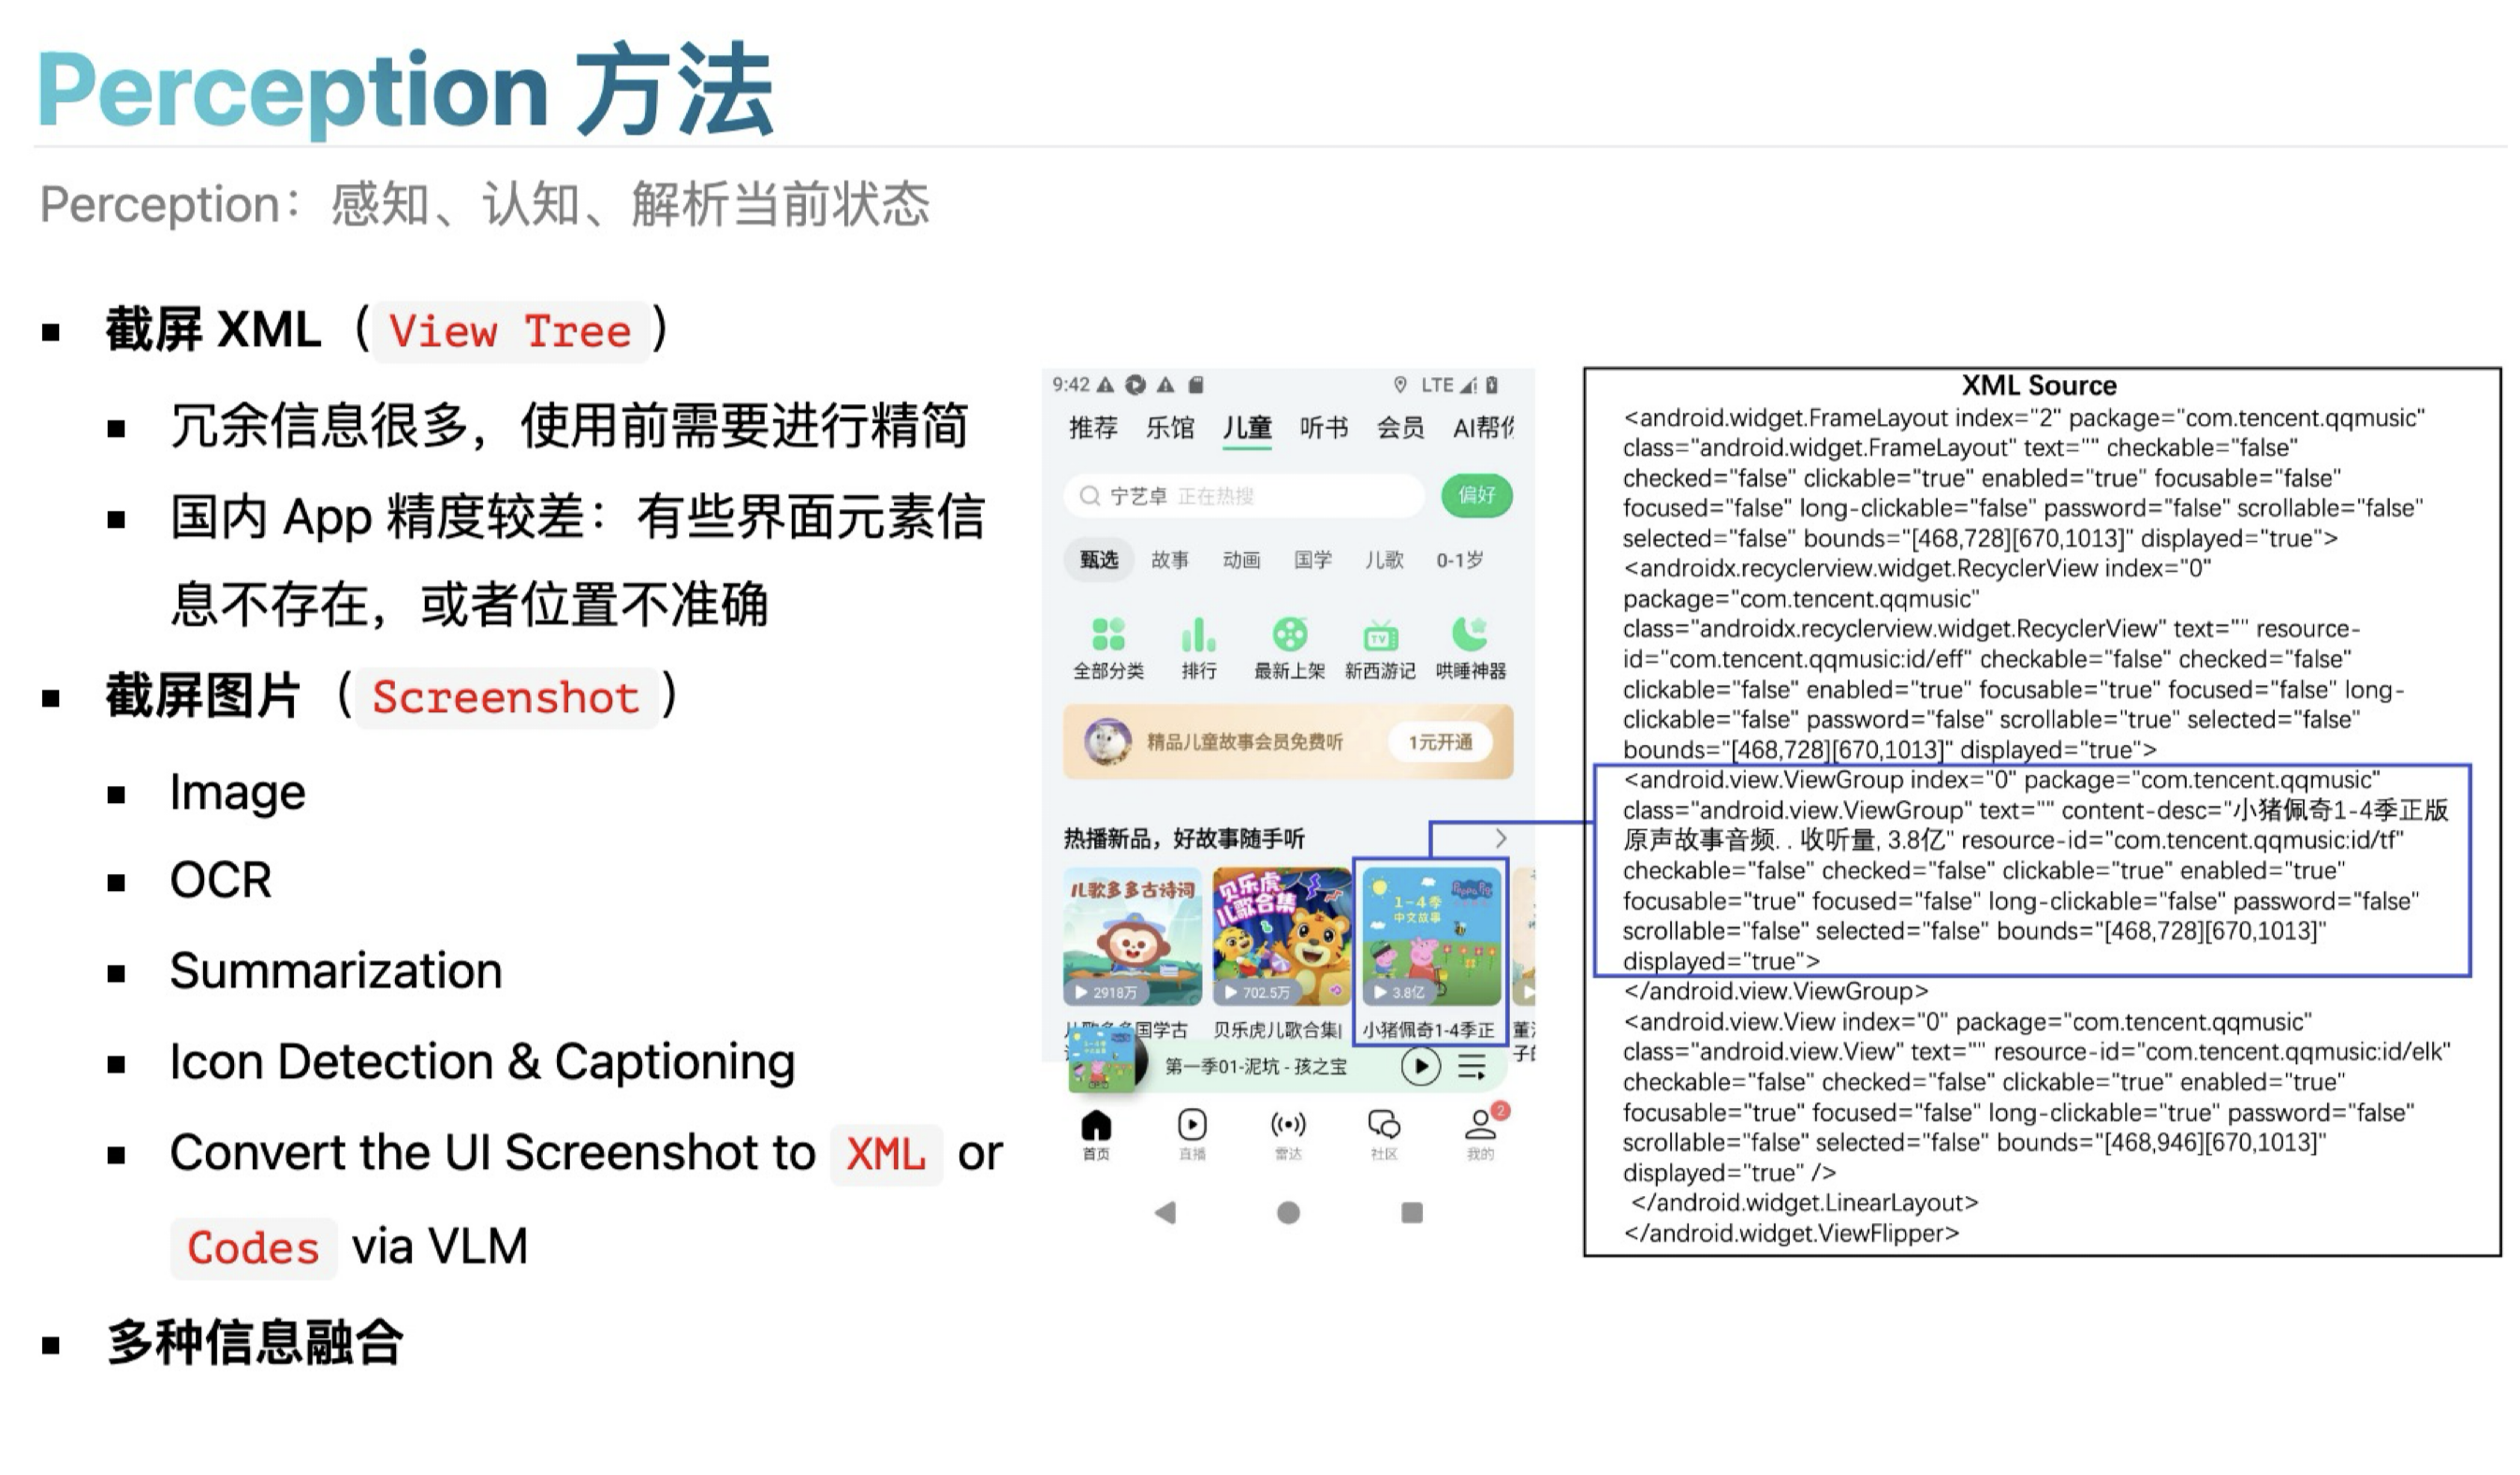 Perception 方法
Perception：感知、认知、解析当前状态
▪ 截屏 XML（View Tree）
▪ 冗余信息很多，使用前需要进行精简
▪ 国内 App 精度较差：有些界面元素信
息不存在，或者位置不准确
▪ 截屏图片（Screenshot）
▪ Image
▪ OCR
▪ Summarization
▪ Icon Detection & Captioning
▪ Convert the UI Screenshot to XML or
Codes via VLM
▪ 多种信息融合
9:42 LTE
推荐 乐馆 儿童 听书 会员 AI帮
宁艺卓 正在热搜 偏好
甄选 故事 动画 国学 儿歌 0-1岁
TV
全部分类 排行 最新上架 新西游记 哄睡神器
精品儿童故事会员免费听 1元开通
热播新品，好故事随手听
儿歌多多古诗词
贝乐虎
儿歌合集
Peppa Pig
1-4季
中文故事
2918万 702.5万 3.8亿
国学古 贝乐虎儿歌合集| 小猪佩奇1-4季正 董
第一季01-泥坑 - 孩之宝
2
首页 直播 雷达 社区 我的
XML Source
<android.widget.FrameLayout index="2" package="com.tencent.qqmusic"
class="android.widget.FrameLayout" text="" checkable="false"
checked="false" clickable="true" enabled="true" focusable="false"
focused="false" long-clickable="false" password="false" scrollable="false"
selected="false" bounds="[468,728][670,1013]" displayed="true">
<androidx.recyclerview.widget.RecyclerView index="0"
package="com.tencent.qqmusic"
class="androidx.recyclerview.widget.RecyclerView" text="" resource-
id="com.tencent.qqmusic:id/eff" checkable="false" checked="false"
clickable="false" enabled="true" focusable="true" focused="false" long-
clickable="false" password="false" scrollable="true" selected="false"
bounds="[468,728][670,1013]" displayed="true">
<android.view.ViewGroup index="0" package="com.tencent.qqmusic"
class="android.view.ViewGroup" text="" content-desc="小猪佩奇1-4季正版
原声故事音频. . 收听量, 3.8亿" resource-id="com.tencent.qqmusic:id/tf"
checkable="false" checked="false" clickable="true" enabled="true"
focusable="true" focused="false" long-clickable="false" password="false"
scrollable="false" selected="false" bounds="[468,728][670,1013]"
displayed="true">
</android.view.ViewGroup>
<android.view.View index="0" package="com.tencent.qqmusic"
class="android.view.View" text="" resource-id="com.tencent.qqmusic:id/elk"
checkable="false" checked="false" clickable="true" enabled="true"
focusable="true" focused="false" long-clickable="true" password="false"
scrollable="false" selected="false" bounds="[468,946][670,1013]"
displayed="true" />
</android.widget.LinearLayout>
</android.widget.ViewFlipper>